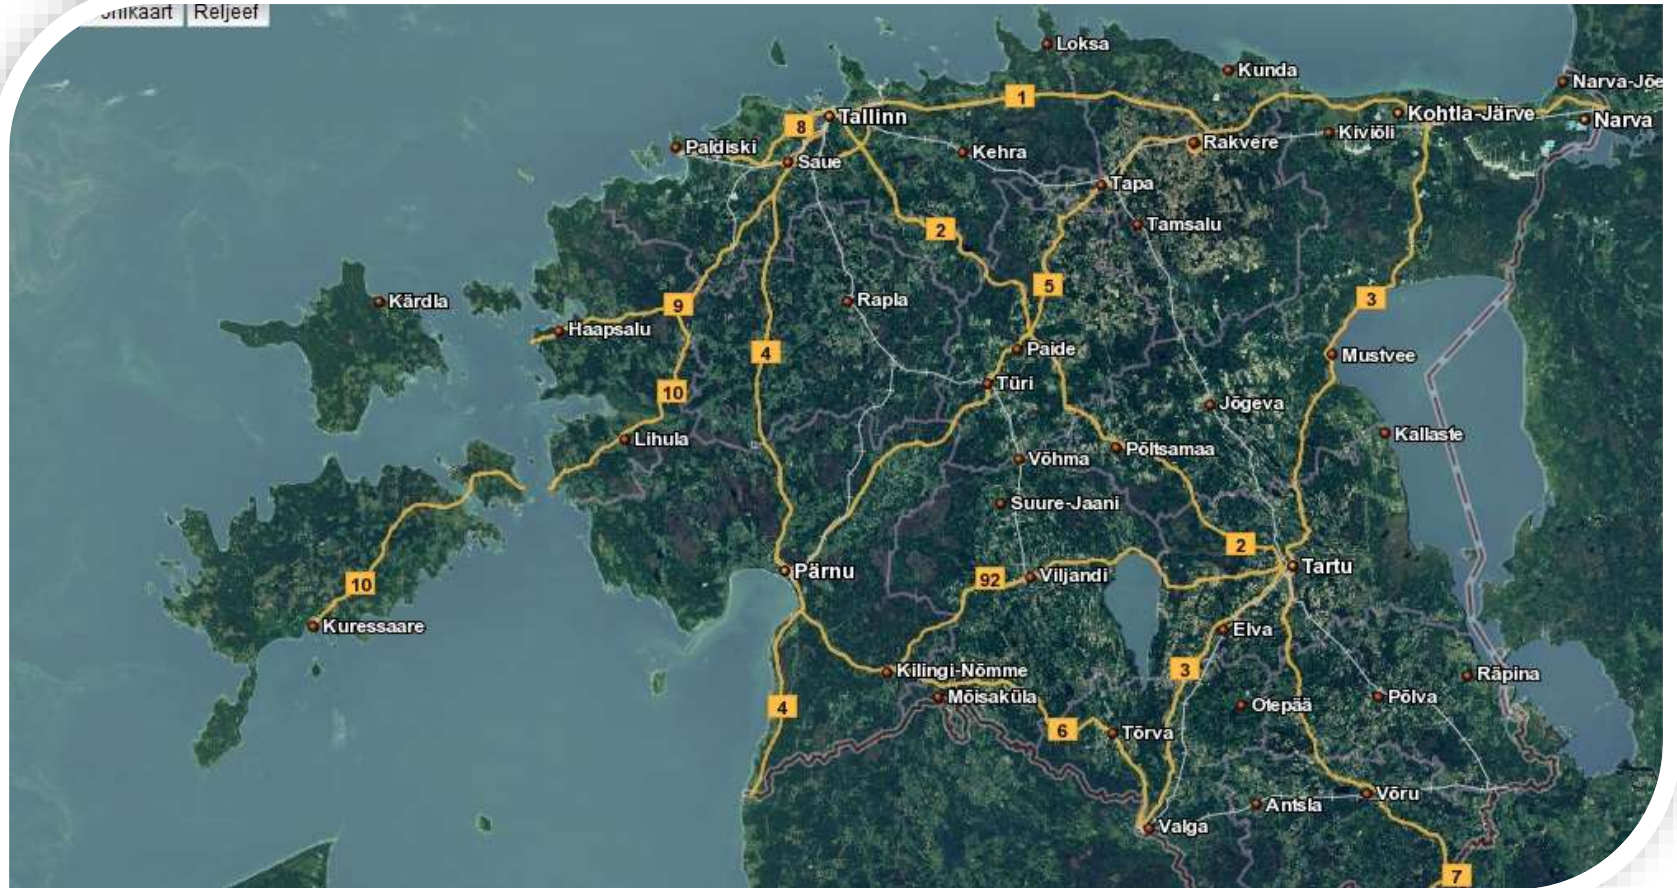 Reljeef
Loksa
Kunda
1
Tallinn
8
Kohtla-Järve
Narva
Kiviõli
Rakvere
Paldiski
Saue
Kehra
Tapa
Tamsalu
2
5
3
Kärdla
9
Rapla
Haapsalu
4
Paide
Mustvee
Türi
10
Jõgeva
Lihula
Kallaste
Põltsamaa
Võhma
Suure-Jaani
2
Tartu
Pärnu
92
Viljandi
10
Kuressaare
Elva
Kilingi-Nõmme
3
Räpina
Mõisaküla
Põlva
Otepää
4
6
Tõrva
Võru
Antsla
Valga
7